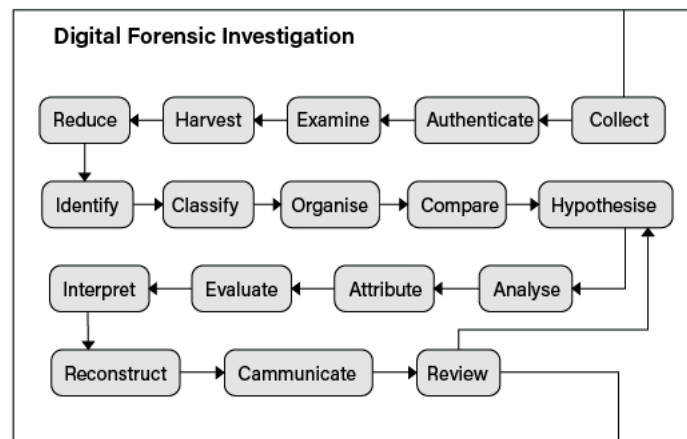 Digital Forensic Investigation
Reduce Harvest Examine Authenticate Collect
Identify Classify Organise Compare Hypothesise
Interpret Evaluate Attribute Analyse
Reconstruct Cammunicate Review